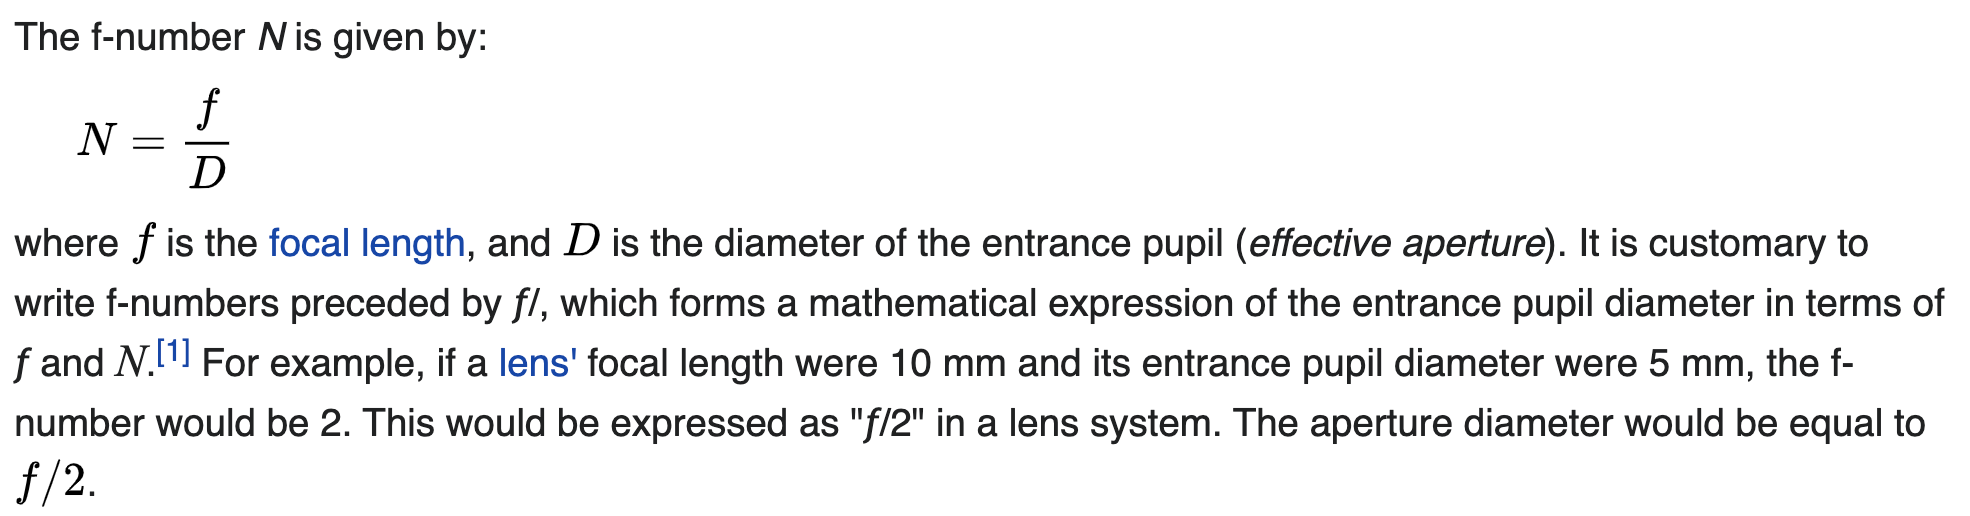 The f-number N is given by:
N = f/D
where f is the focal length, and D is the diameter of the entrance pupil (effective aperture). It is customary to
write f-numbers preceded by f/, which forms a mathematical expression of the entrance pupil diameter in terms of
f and N.[1] For example, if a lens' focal length were 10 mm and its entrance pupil diameter were 5 mm, the f-
number would be 2. This would be expressed as "f/2" in a lens system. The aperture diameter would be equal to
f/2.